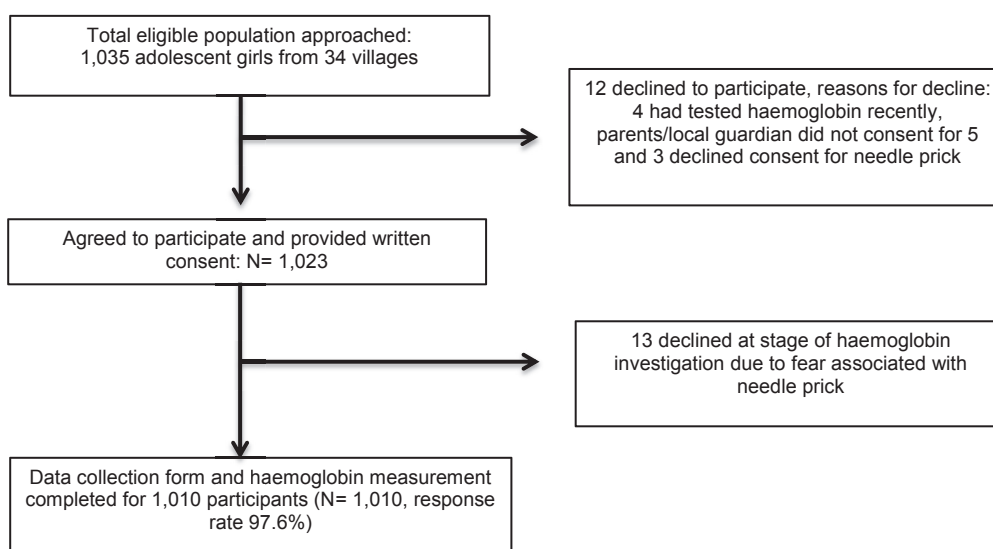 Total eligible population approached:
1,035 adolescent girls from 34 villages
12 declined to participate, reasons for decline:
4 had tested haemoglobin recently,
parents/local guardian did not consent for 5
and 3 declined consent for needle prick
Agreed to participate and provided written
consent: N= 1,023
13 declined at stage of haemoglobin
investigation due to fear associated with
needle prick
Data collection form and haemoglobin measurement
completed for 1,010 participants (N= 1,010, response
rate 97.6%)